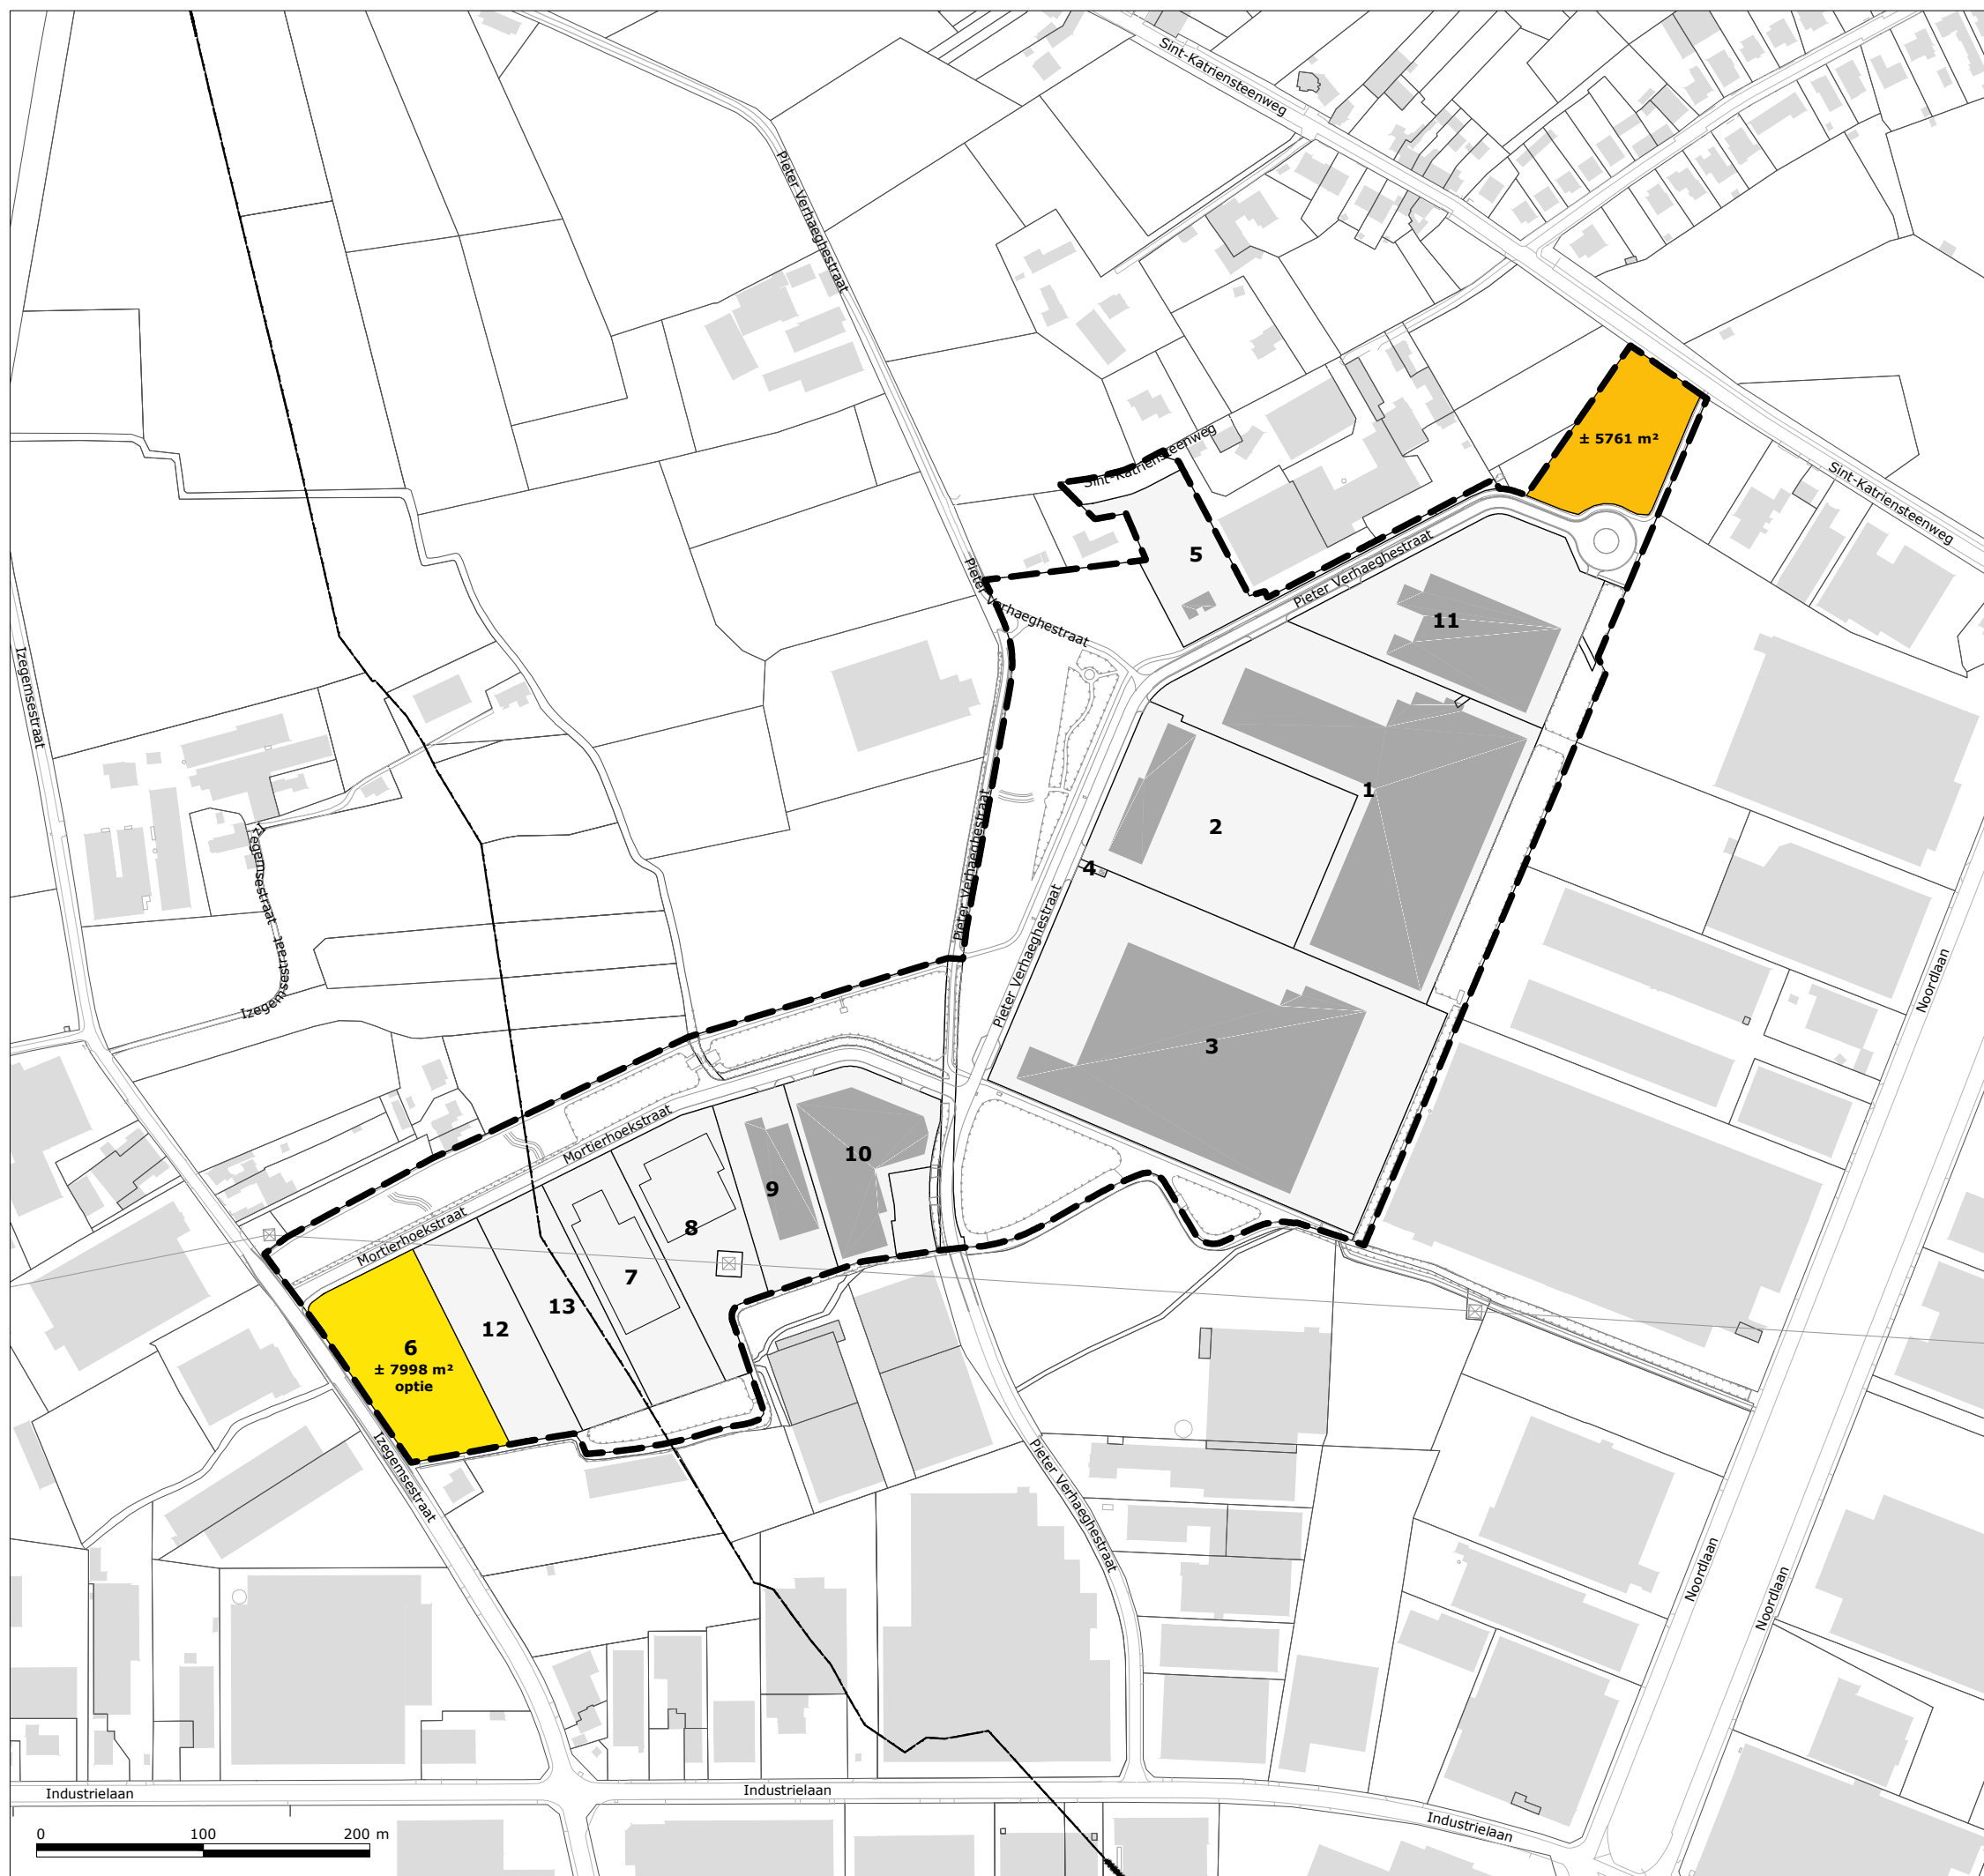 Sint-Katriensteenweg
Pieter Verhaeghestraat
± 5761 m²
Sint-Katriensteenweg
Sint-Katriensteenweg
5
Pieter Verhaeghestraat
Pieter Verhaeghestraat
11
Izegemsestraat
1
2
Pieter Verhaeghestraat
4
Izegemsestraat
Izegemsestraat
Pieter Verhaeghestraat
Noordlaan
3
Mortierhoekstraat
10
9
8
Mortierhoekstraat
7
13
12
6
± 7998 m²
optie
Izegemsestraat
Pieter Verhaeghestraat
Noordlaan
Noordlaan
Industrielaan
Industrielaan
Industrielaan
0 100 200 m